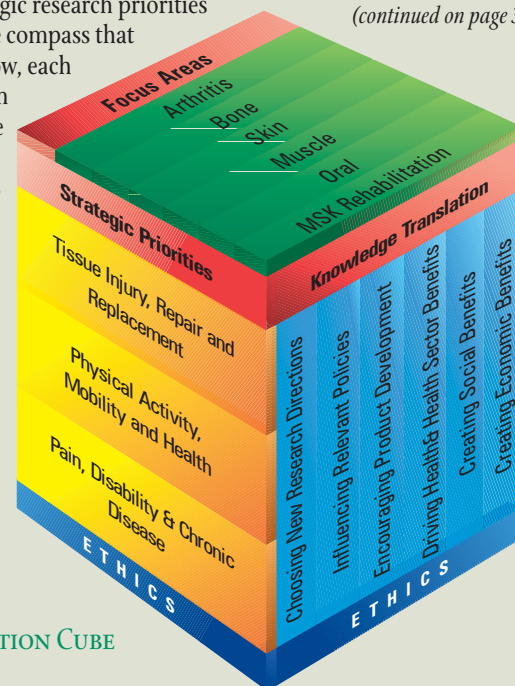 gic research priorities
(continued on page 3
e compass that
ow, each
Focus Areas
Arthritis
Bone
Skin
Muscle
Oral
MSK Rehabilitation
Strategic Priorities
Tissue Injury, Repair and
Replacement
Physical Activity,
Mobility and Health
Pain, Disability & Chronic
Disease
ETHICS
Knowledge Translation
Choosing New Research Directions
Influencing Relevant Policies
Encouraging Product Development
Driving Health& Health Sector Benefits
Creating Social Benefits
Creating Economic Benefits
ETHICS
TION CUBE